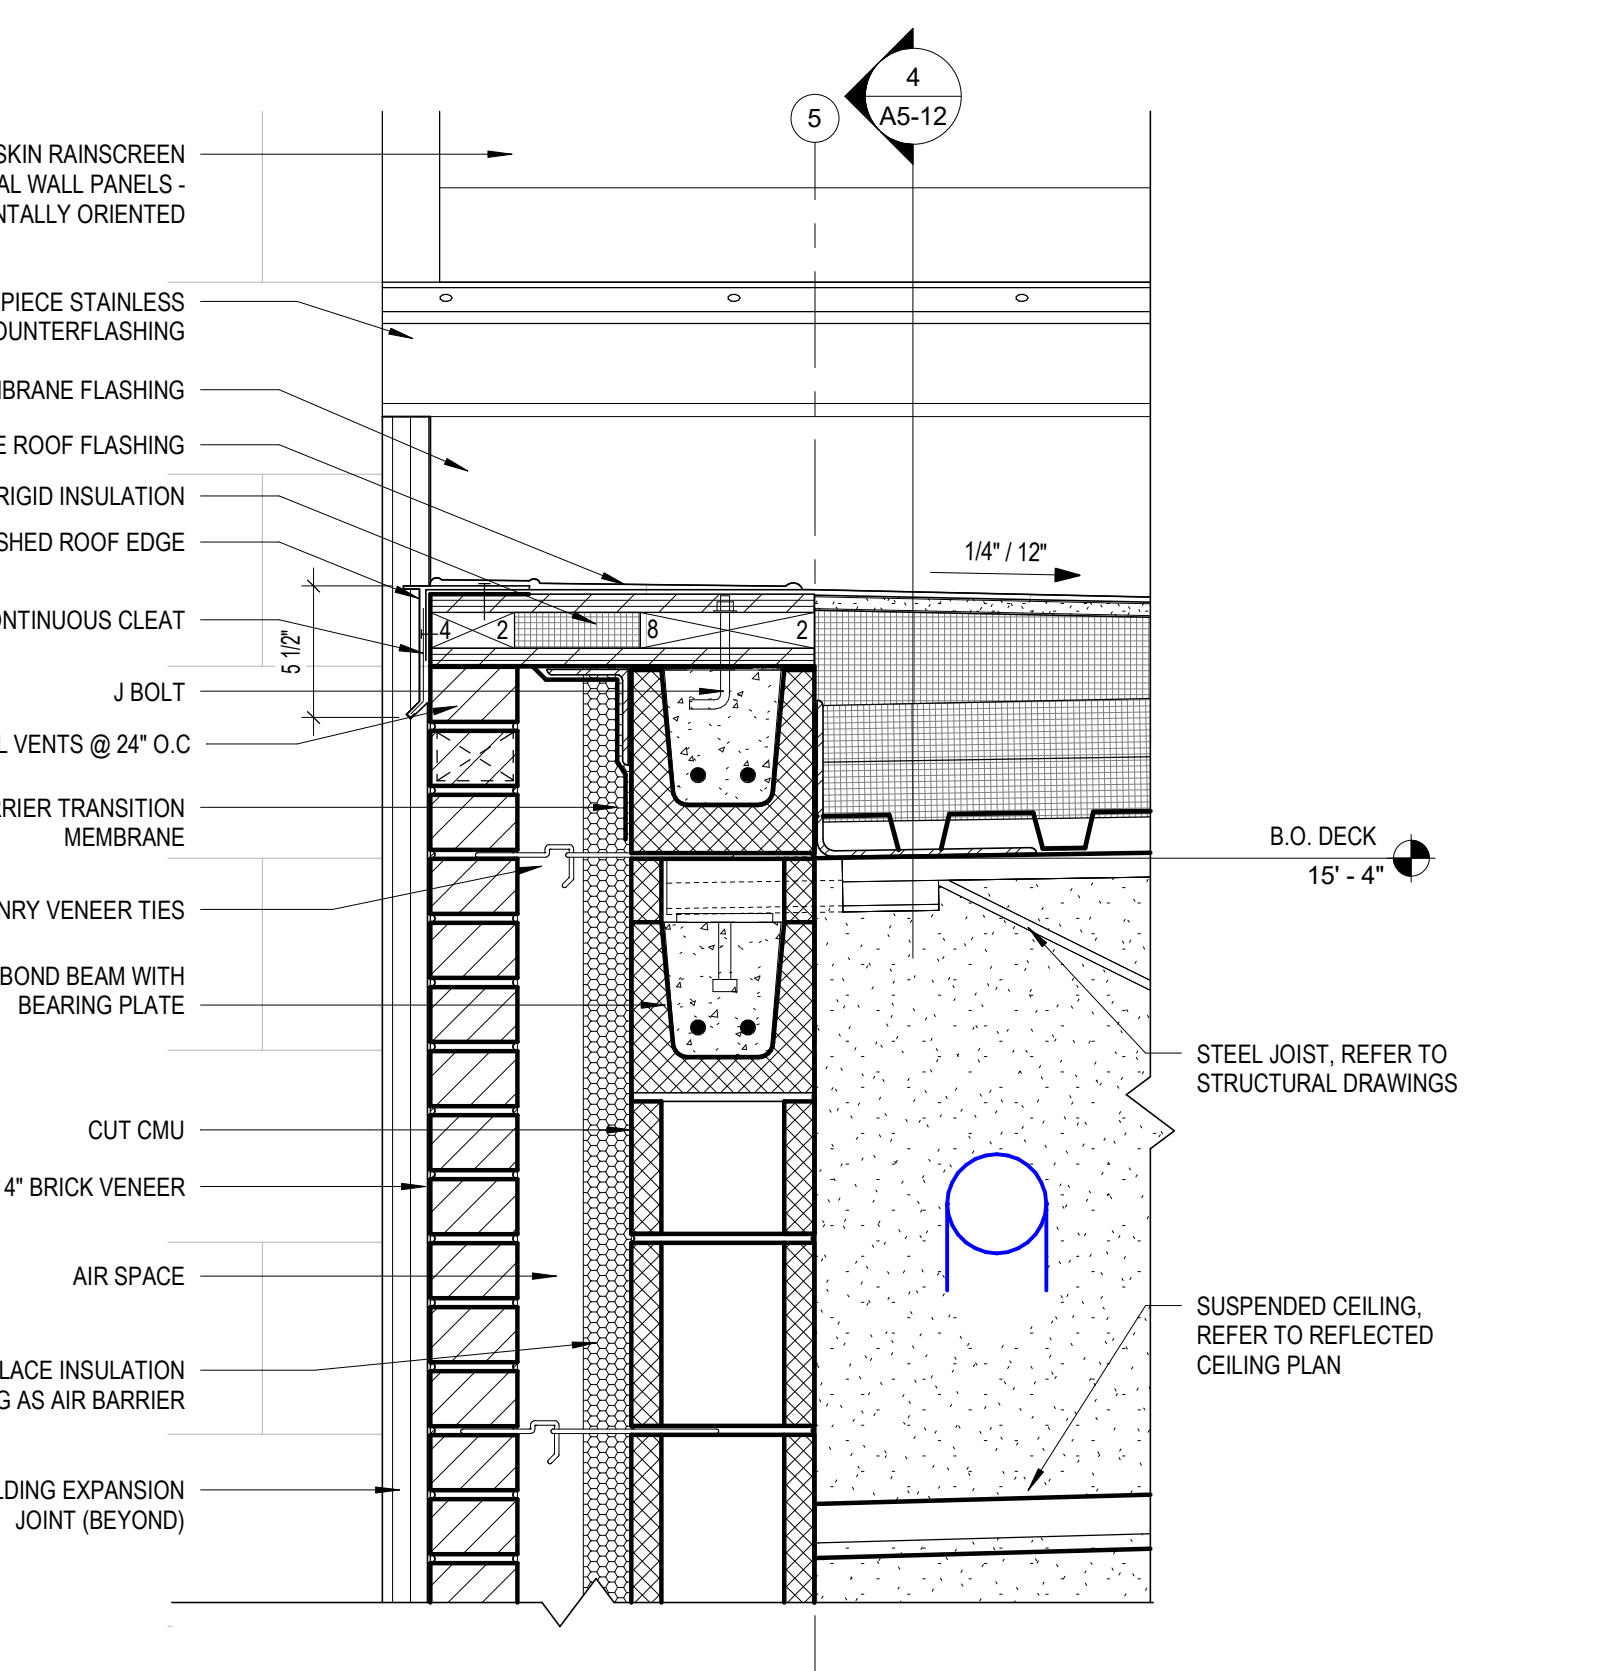 4
A5-12
5
SKIN RAINSCREEN
AL WALL PANELS -
NTALLY ORIENTED
PIECE STAINLESS
OUNTERFLASHING
MBRANE FLASHING
E ROOF FLASHING
RIGID INSULATION
SHED ROOF EDGE
ONTINUOUS CLEAT
5 1/2"
J BOLT
L VENTS @ 24" O.C
RRIER TRANSITION
MEMBRANE
NRY VENEER TIES
BOND BEAM WITH
BEARING PLATE
CUT CMU
4" BRICK VENEER
AIR SPACE
LACE INSULATION
G AS AIR BARRIER
LDING EXPANSION
JOINT (BEYOND)
1/4" / 12"
4 2 8 2
B.O. DECK
15' - 4"
STEEL JOIST, REFER TO
STRUCTURAL DRAWINGS
SUSPENDED CEILING,
REFER TO REFLECTED
CEILING PLAN